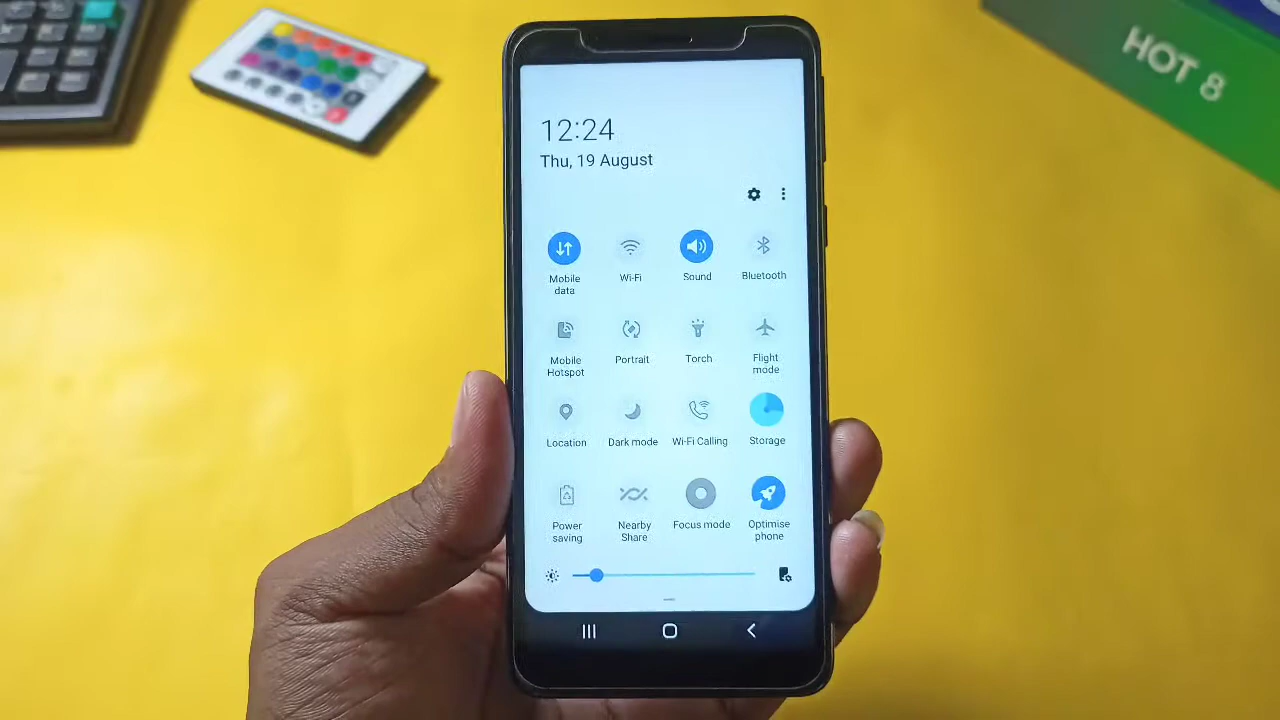 HOT 8
12:24
Thu, 19 August
Mobile data
Wi-Fi
Sound
Bluetooth
Mobile Hotspot
Portrait
Torch
Flight mode
Location
Dark mode
Wi-Fi Calling
Storage
Power saving
Nearby Share
Focus mode
Optimise phone